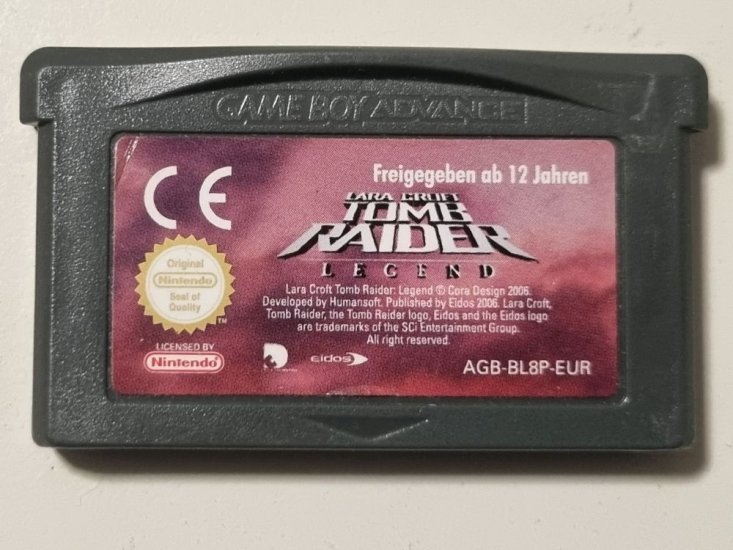 GAME BOY ADVANCE
CE
Freigegeben ab 12 Jahren
LARA CROFT
TOMB
RAIDER
LEGEND
Original
Nintendo
Seal of
Quality
TM
Lara Croft Tomb Raider: Legend © Core Design 2006.
Developed by Humansoft. Published by Eidos 2006. Lara Croft,
Tomb Raider, the Tomb Raider logo, Eidos and the Eidos logo
are trademarks of the SCi Entertainment Group.
All right reserved.
LICENSED BY
Nintendo
eidos
AGB-BL8P-EUR